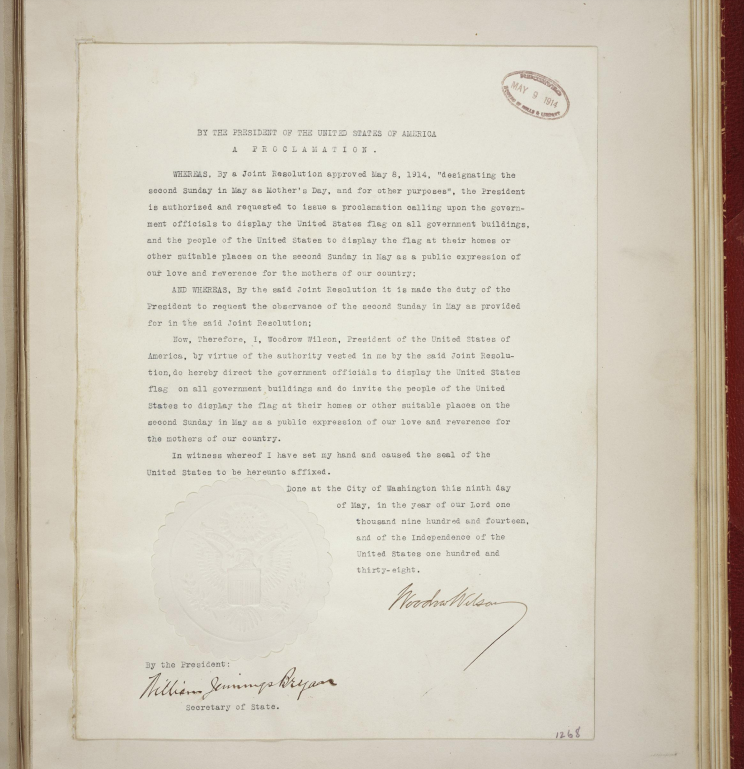 MAY 9 1914
BY THE PRESIDENT OF THE UNITED STATES OF AMERICA
A PROCLAMATION.
WHEREAS, By a Joint Resolution approved May 8, 1914, "designating the
second Sunday in May as Mother's Day, and for other purposes", the President
is authorized and requested to issue a proclamation calling upon the govern-
ment officials to display the United States flag on all government buildings,
and the people of the United States to display the flag at their homes or
other suitable places on the second Sunday in May as a public expression of
our love and reverence for the mothers of our country;
AND WHEREAS, By the said Joint Resolution it is made the duty of the
President to request the observance of the second Sunday in May as provided
for in the said Joint Resolution;
Now, Therefore, I, Woodrow Wilson, President of the United States of
America, by virtue of the authority vested in me by the said Joint Resolu-
tion, do hereby direct the government officials to display the United States
flag on all government buildings and do invite the people of the United
States to display the flag at their homes or other suitable places on the
second Sunday in May as a public expression of our love and reverence for
the mothers of our country.
In witness whereof I have set my hand and caused the seal of the
United States to be hereunto affixed.
Done at the City of Washington this ninth day
of May, in the year of our Lord one
thousand nine hundred and fourteen,
and of the Independence of the
United States one hundred and
thirty-eight.
Woodrow Wilson
By the President:
William Jennings Bryan
Secretary of State.
1268